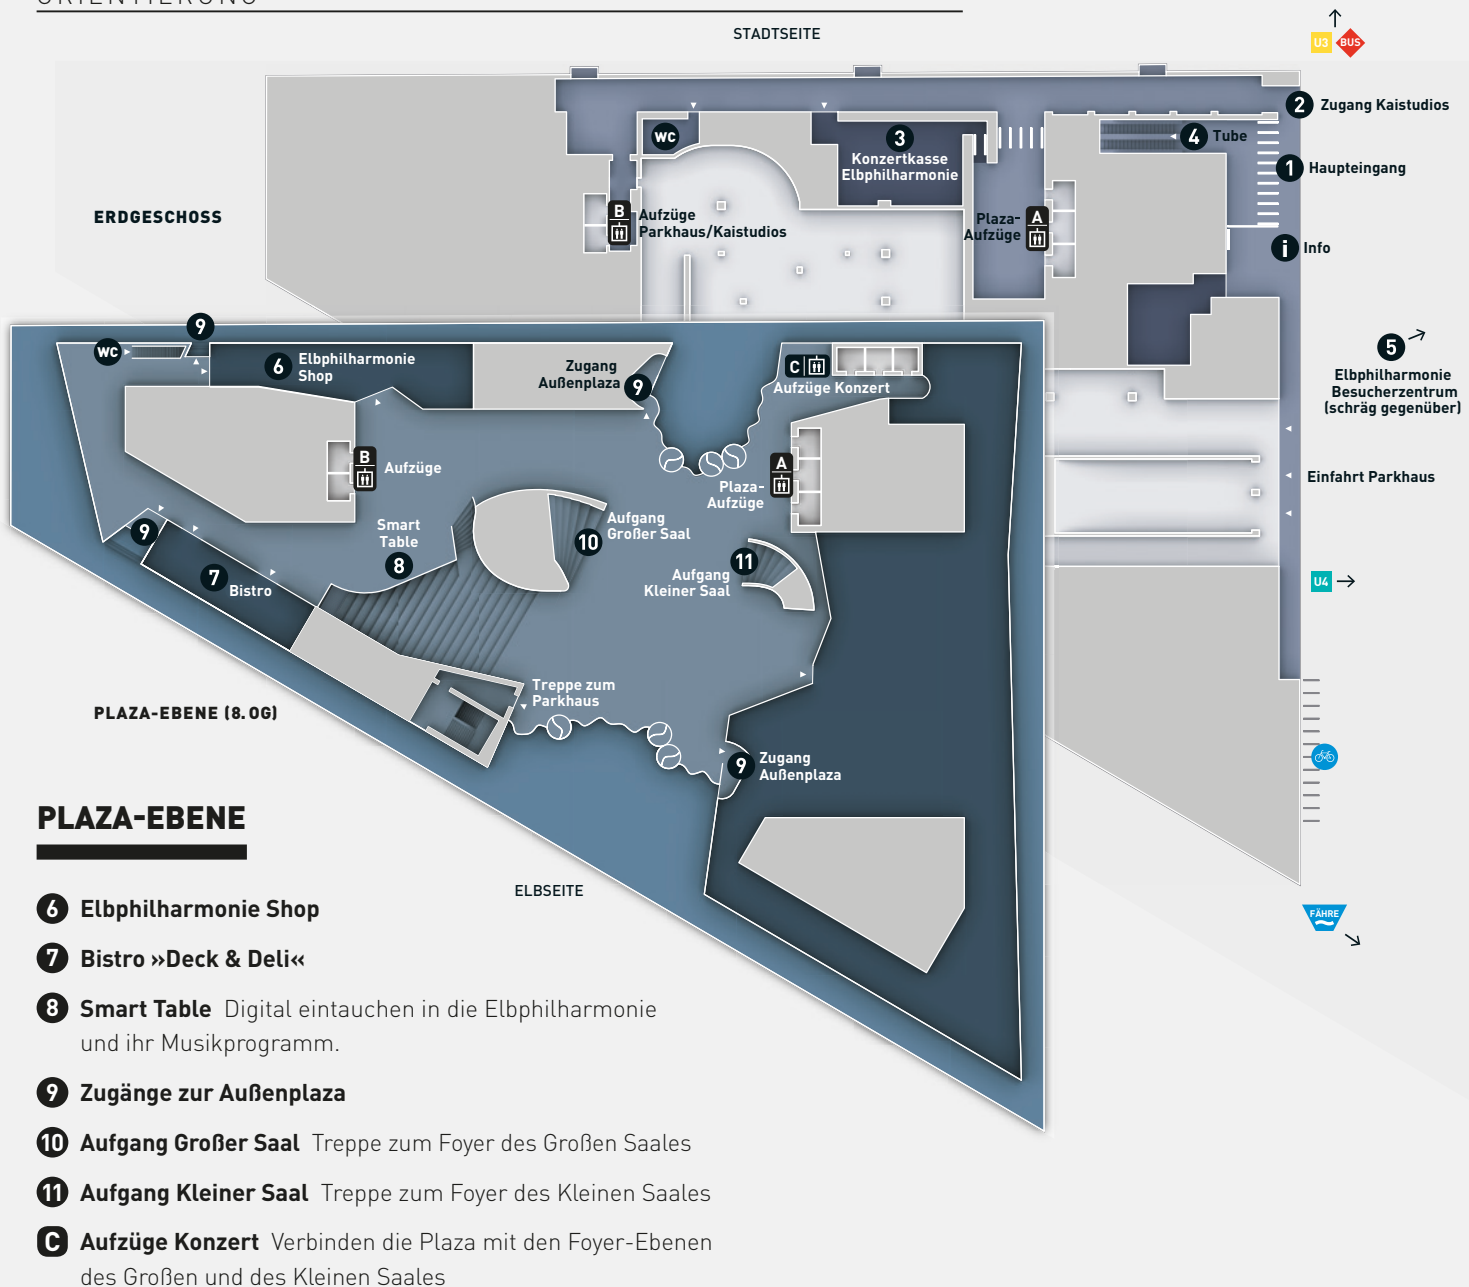 ORIENTIERUNG
STADTSEITE
U3 BUS
2 Zugang Kaistudios
4 Tube
1 Haupteingang
i Info
WC
3
Konzertkasse
Elbphilharmonie
ERDGESCHOSS
B
Aufzüge
Parkhaus/Kaistudios
Plaza-
Aufzüge
A
5
Elbphilharmonie
Besucherzentrum
(schräg gegenüber)
Einfahrt Parkhaus
U4
FÄHRE
9
WC
6
Elbphilharmonie
Shop
Zugang
Außenplaza
9
C
Aufzüge Konzert
B
Aufzüge
A
Plaza-
Aufzüge
Smart
Table
8
10
Aufgang
Großer Saal
11
Aufgang
Kleiner Saal
9
7
Bistro
Treppe zum
Parkhaus
PLAZA-EBENE (8. OG)
9
Zugang
Außenplaza
ELBSEITE
PLAZA-EBENE
6 Elbphilharmonie Shop
7 Bistro »Deck & Deli«
8 Smart Table Digital eintauchen in die Elbphilharmonie
und ihr Musikprogramm.
9 Zugänge zur Außenplaza
10 Aufgang Großer Saal Treppe zum Foyer des Großen Saales
11 Aufgang Kleiner Saal Treppe zum Foyer des Kleinen Saales
C Aufzüge Konzert Verbinden die Plaza mit den Foyer-Ebenen
des Großen und des Kleinen Saales